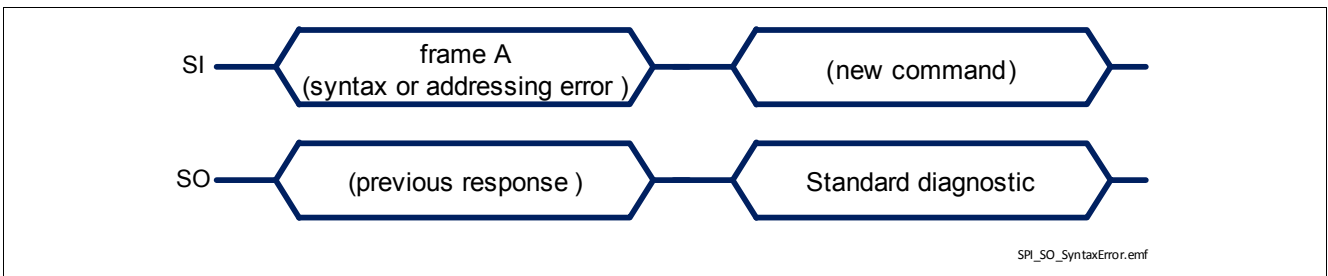 SI
frame A
(syntax or addressing error )
(new command)
SO
(previous response )
Standard diagnostic
SPI_SO_SyntaxError.emf